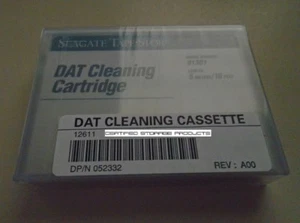 SEAGATE
DAT Cleaning
Cartridge
DAT CLEANING CASSETTE
12611
CERTIFIED STORAGE PRODUCTS
DP/N 052332
REV: A00